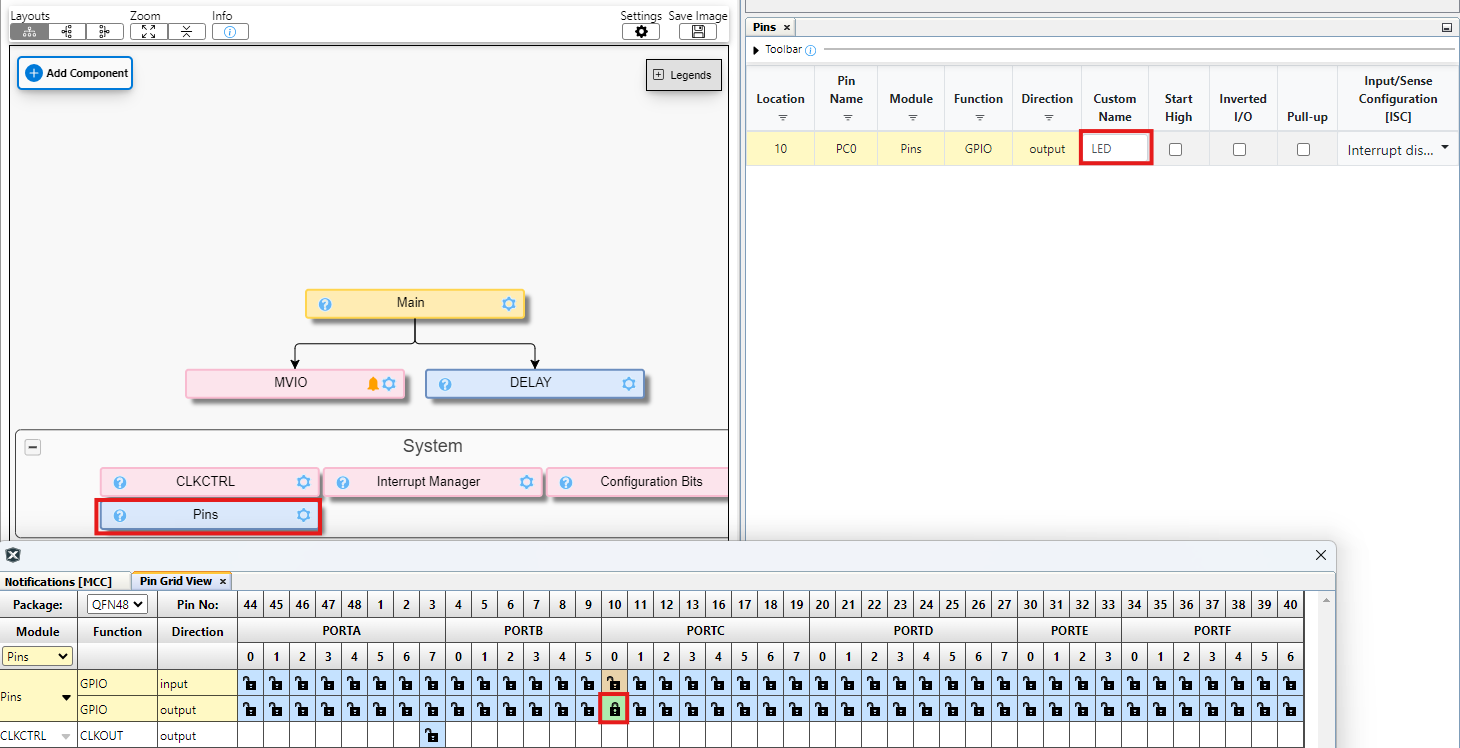 Layouts Zoom Info Settings Save Image
Add Component
Legends
Main
MVIO DELAY
System
CLKCTRL Interrupt Manager Configuration Bits
Pins
Pins ×
Toolbar
Location Pin Name Module Function Direction Custom Name Start High Inverted I/O Pull-up Input/Sense Configuration [ISC]
10 PC0 Pins GPIO output LED Interrupt dis...
Notifications [MCC] Pin Grid View ×
Package: QFN48 Pin No: 44 45 46 47 48 1 2 3 4 5 6 7 8 9 10 11 12 13 16 17 18 19 20 21 22 23 24 25 26 27 30 31 32 33 34 35 36 37 38 39 40
Module Function Direction PORTA PORTB PORTC PORTD PORTE PORTF
Pins 0 1 2 3 4 5 6 7 0 1 2 3 4 5 0 1 2 3 4 5 6 7 0 1 2 3 4 5 6 7 0 1 2 3 0 1 2 3 4 5 6
Pins GPIO input
GPIO output
CLKCTRL CLKOUT output